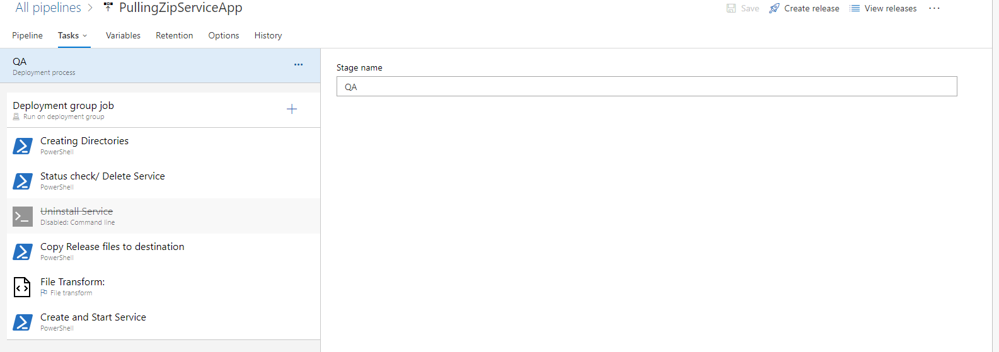 All pipelines > PullingZipServiceApp
Save Create release View releases ...
Pipeline Tasks Variables Retention Options History
QA
Deployment process
...
Deployment group job
Run on deployment group
Creating Directories
PowerShell
Status check/ Delete Service
PowerShell
Uninstall Service
Disabled: Command line
Copy Release files to destination
PowerShell
File Transform:
File transform
Create and Start Service
PowerShell
Stage name
QA